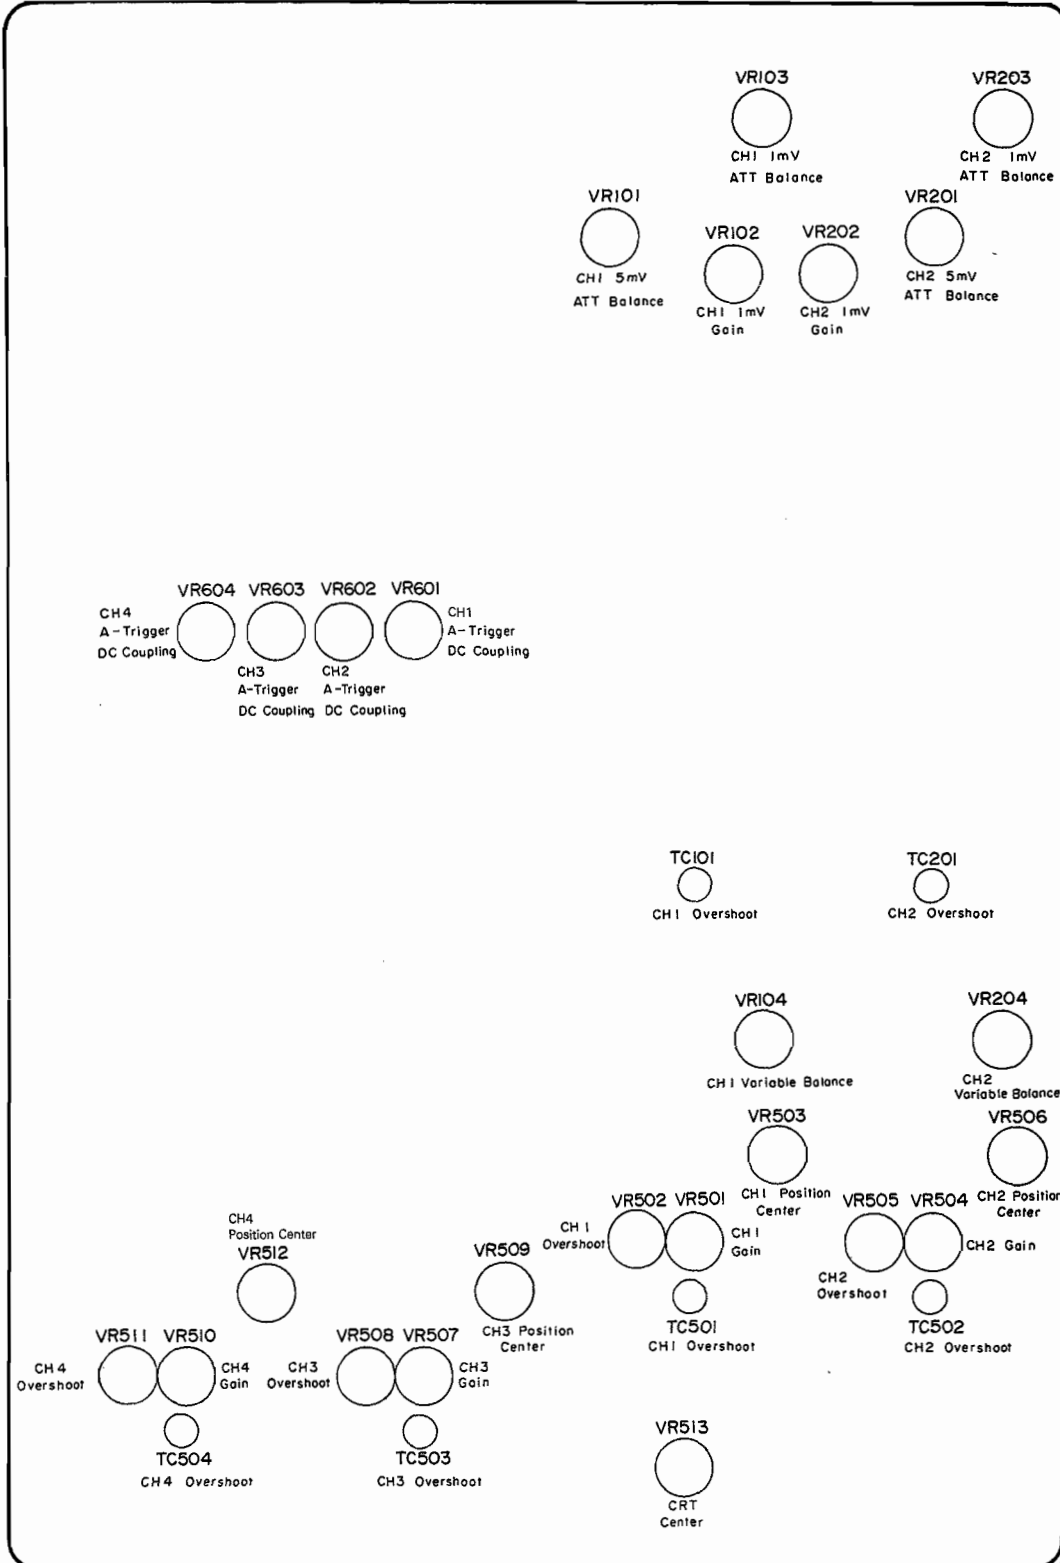 VR103
CH1 1mV
ATT Balance
VR203
CH2 1mV
ATT Balance
VR101
CH1 5mV
ATT Balance
VR102
CH1 1mV
Gain
VR202
CH2 1mV
Gain
VR201
CH2 5mV
ATT Balance
VR604
CH4
A-Trigger
DC Coupling
VR603
CH3
A-Trigger
DC Coupling
VR602
CH2
A-Trigger
DC Coupling
VR601
CH1
A-Trigger
DC Coupling
TC101
CH1 Overshoot
TC201
CH2 Overshoot
VR104
CH1 Variable Balance
VR204
CH2
Variable Balance
VR503
CH1 Position
Center
VR506
CH2 Position
Center
VR502
CH1
Overshoot
VR501
CH1
Gain
VR505
CH2
Overshoot
VR504
CH2 Gain
TC501
CH1 Overshoot
TC502
CH2 Overshoot
CH4
Position Center
VR512
VR509
CH3 Position
Center
VR511
CH4
Overshoot
VR510
CH4
Gain
VR508
CH3
Overshoot
VR507
CH3
Gain
TC504
CH4 Overshoot
TC503
CH3 Overshoot
VR513
CRT
Center